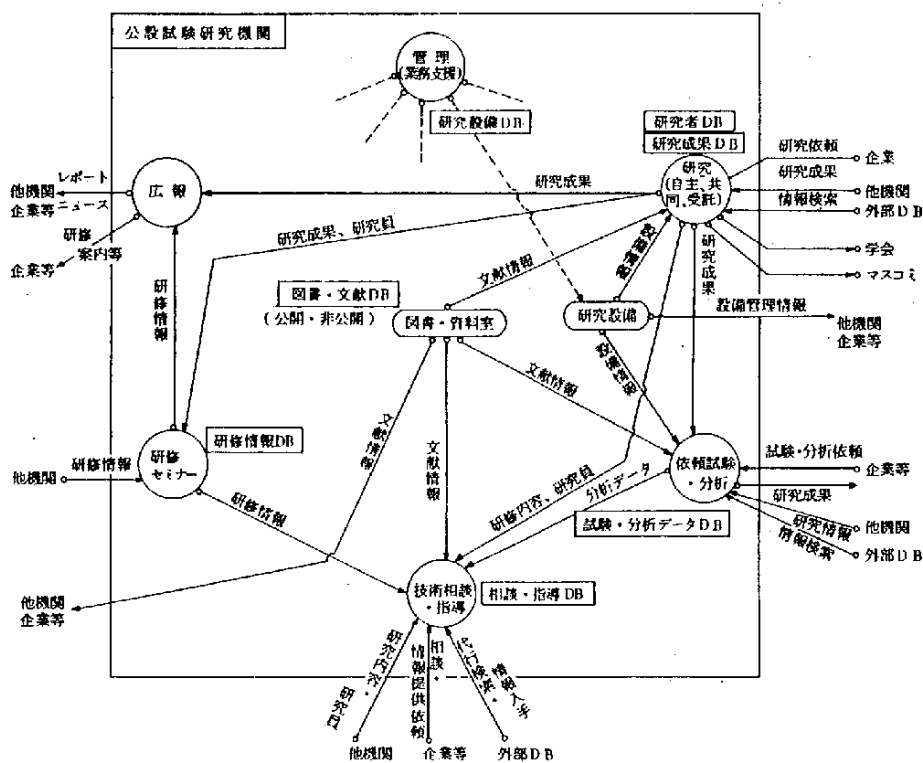 公設試験研究機関
管理
(業務支援)
研究設備DB
研究者DB
研究成果DB
研究
(自主、共
同、受託)
研究依頼
企業
研究成果
他機関
情報検索
外部DB
学会
マスコミ
レポート
他機関
企業等
ニュース
広報
研究成果
研修
案内等
企業等
研究成果、研究員
文献情報
設備情報
研究成果
図書・文献DB
(公開・非公開)
図書・資料室
研究設備
設備管理情報
他機関
企業等
研修情報
文献情報
設備情報
文献情報
文献情報
研修情報DB
研修
セミナー
研修情報
他機関
研修情報
研修内容、研究員
分析データ
依頼試験
・分析
試験・分析依頼
企業等
研究成果
研究情報
他機関
情報検索
外部DB
試験・分析データDB
技術相談
・指導
相談・指導DB
他機関
企業等
研究内容・
研究員
相談・
情報提供依頼
情報入手
他機関
企業等
外部DB